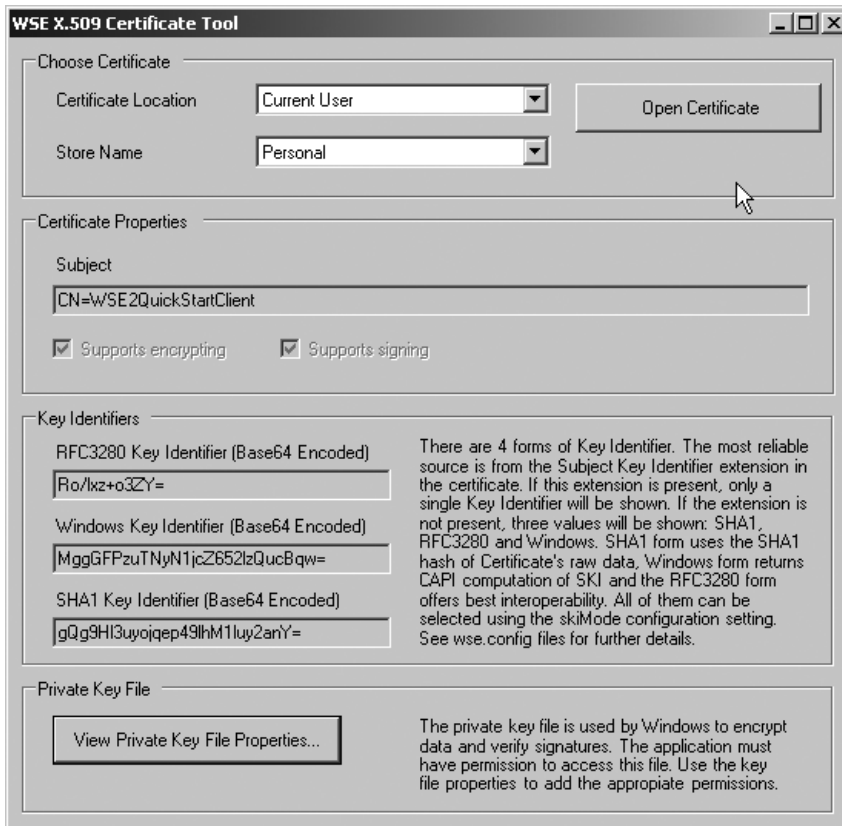 WSE X.509 Certificate Tool
Choose Certificate
Certificate Location
Current User
Open Certificate
Store Name
Personal
Certificate Properties
Subject
CN=WSE2QuickStartClient
Supports encrypting
Supports signing
Key Identifiers
RFC3280 Key Identifier (Base64 Encoded)
Ro/Ixz+o3ZY=
Windows Key Identifier (Base64 Encoded)
MggGFPzuTNyN1jcZ652IzQucBqw=
SHA1 Key Identifier (Base64 Encoded)
gQg9HI3uyojqep49IhM1Iuy2anY=
There are 4 forms of Key Identifier. The most reliable
source is from the Subject Key Identifier extension in
the certificate. If this extension is present, only a
single Key Identifier will be shown. If the extension is
not present, three values will be shown: SHA1,
RFC3280 and Windows. SHA1 form uses the SHA1
hash of Certificate's raw data, Windows form returns
CAPI computation of SKI and the RFC3280 form
offers best interoperability. All of them can be
selected using the skiMode configuration setting.
See wse.config files for further details.
Private Key File
View Private Key File Properties...
The private key file is used by Windows to encrypt
data and verify signatures. The application must
have permission to access this file. Use the key
file properties to add the appropiate permissions.